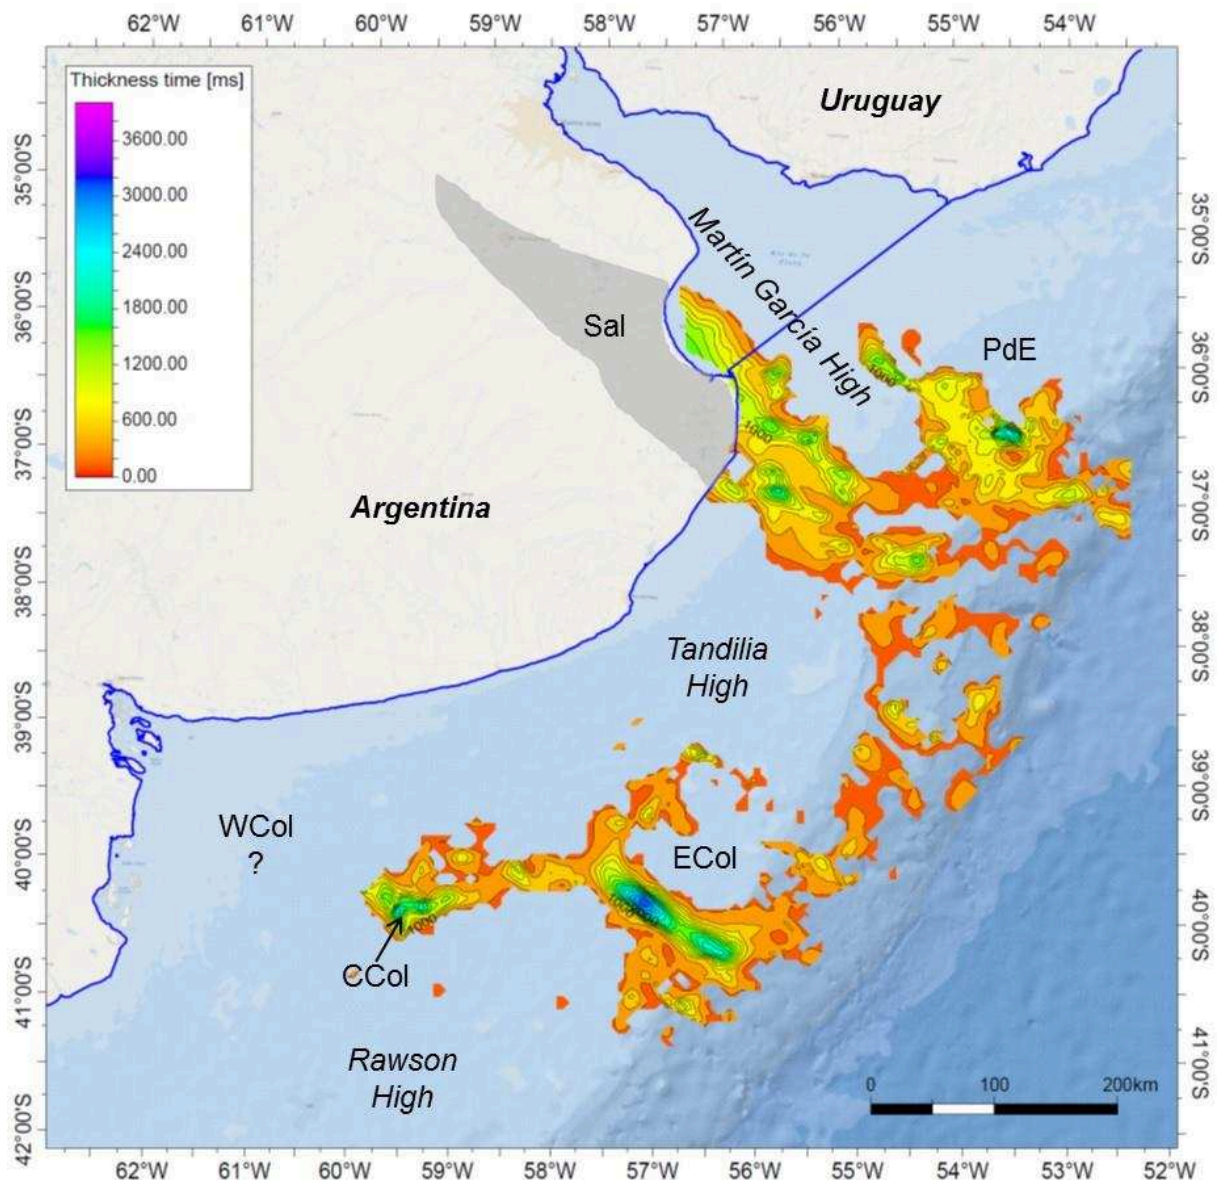 62°W 61°W 60°W 59°W 58°W 57°W 56°W 55°W 54°W
Thickness time [ms]
3600.00
3000.00
2400.00
1800.00
1200.00
600.00
0.00
Uruguay
35°00'S
35°00'S
Martín García High
36°00'S
Sal
PdE
36°00'S
1000
1000
37°00'S
Argentina
37°00'S
38°00'S
38°00'S
Tandilia
High
39°00'S
39°00'S
WCol
?
ECol
40°00'S
40°00'S
1000
1000
CCol
41°00'S
41°00'S
Rawson
High
0 100 200km
42°00'S
62°W 61°W 60°W 59°W 58°W 57°W 56°W 55°W 54°W 53°W 52°W